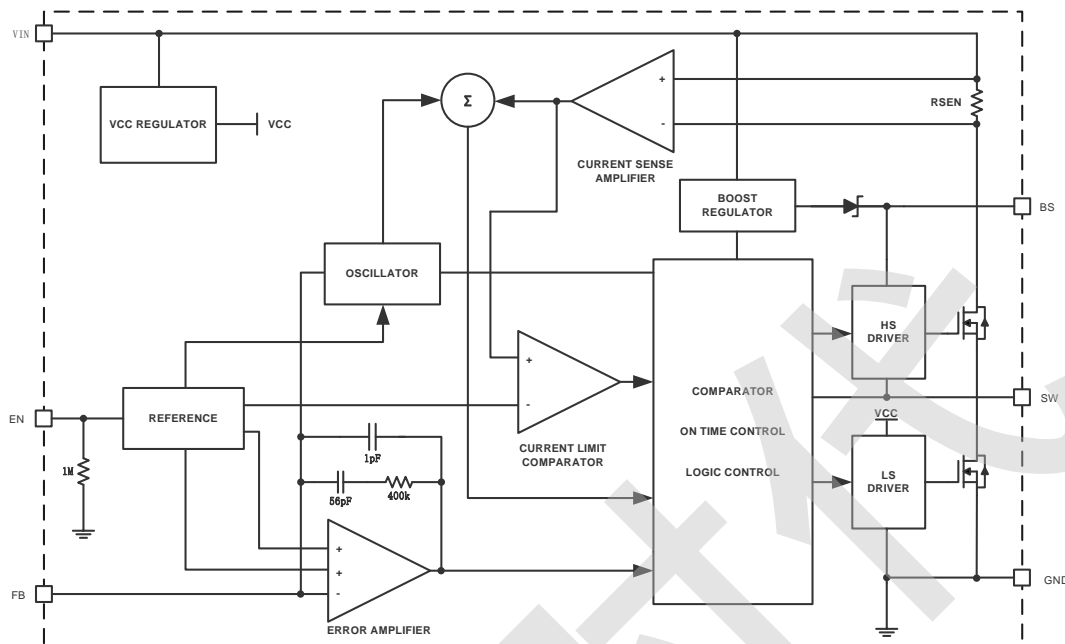 VIN
VCC REGULATOR
VCC
Σ
+
-
CURRENT SENSE
AMPLIFIER
RSEN
BOOST
REGULATOR
BS
OSCILLATOR
HS
DRIVER
+
-
CURRENT LIMIT
COMPARATOR
COMPARATOR
ON TIME CONTROL
LOGIC CONTROL
SW
VCC
LS
DRIVER
EN
REFERENCE
1M
1pF
56pF
400k
+
+
-
ERROR AMPLIFIER
FB
GND